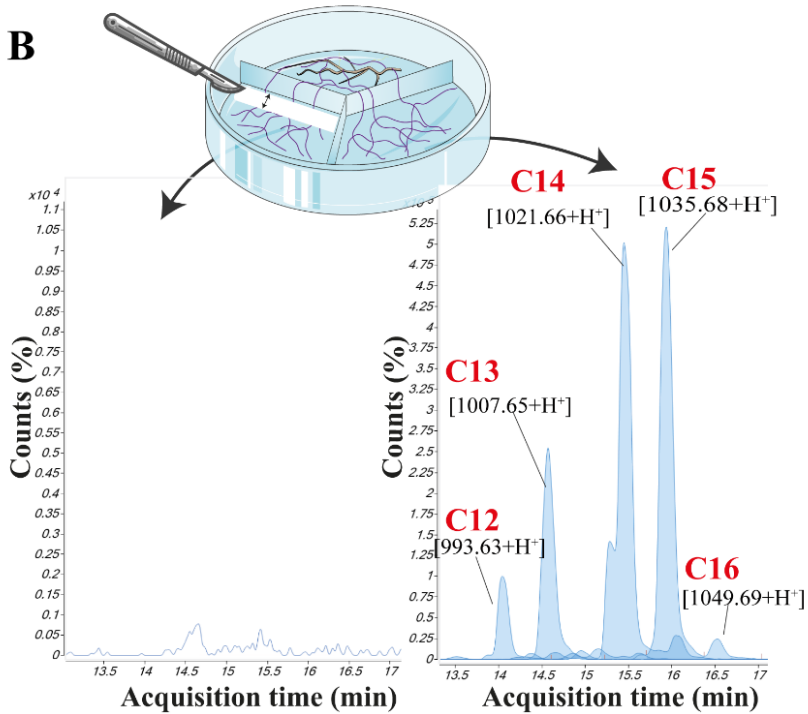 B
x10 4
1.1
1.05
1
0.95
0.9
0.85
0.8
0.75
0.7
0.65
0.6
0.55
0.5
0.45
0.4
0.35
0.3
0.25
0.2
0.15
0.1
0.05
0
Counts (%)
13.5 14 14.5 15 15.5 16 16.5 17
Acquisition time (min)
C14
[1021.66+H⁺]
C15
[1035.68+H⁺]
C13
[1007.65+H⁺]
C12
[993.63+H⁺]
C16
[1049.69+H⁺]
5.25
5
4.75
4.5
4.25
4
3.75
3.5
3.25
3
2.75
2.5
2.25
2
1.75
1.5
1.25
1
0.75
0.5
0.25
0
Counts (%)
13.5 14 14.5 15 15.5 16 16.5 17
Acquisition time (min)